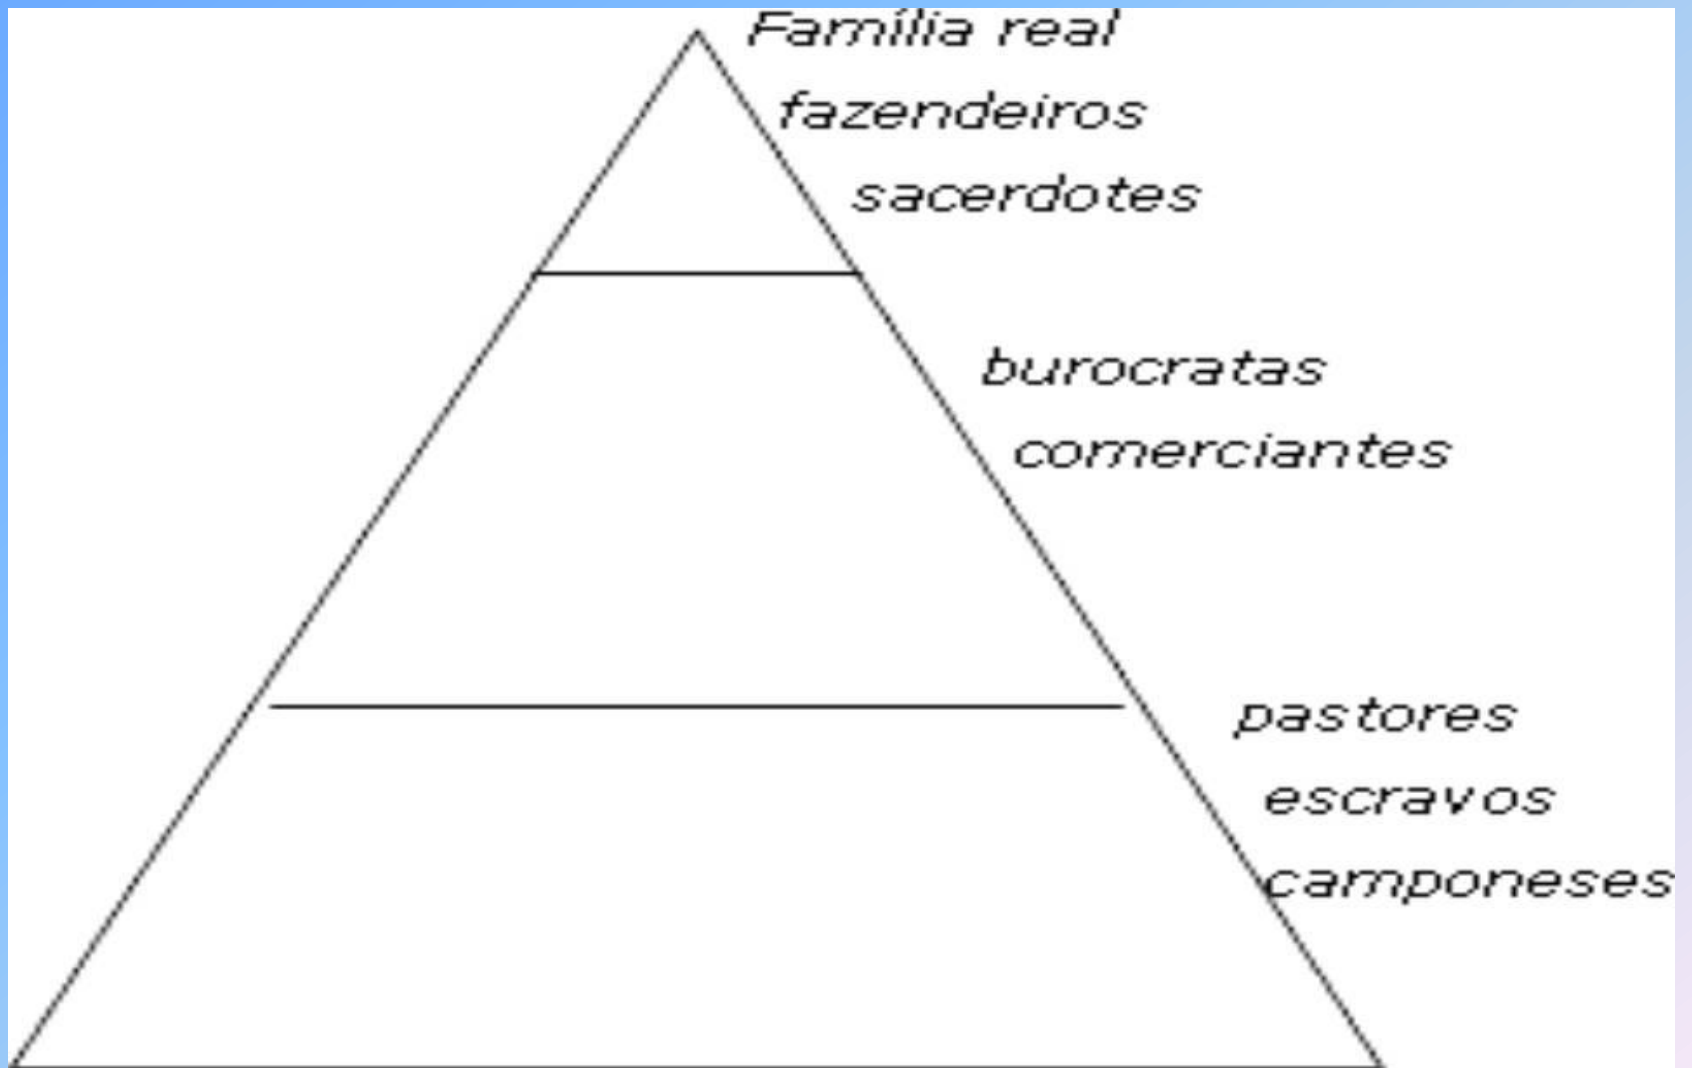 Família real
fazendeiros
sacerdotes
burocratas
comerciantes
pastores
escravos
camponeses